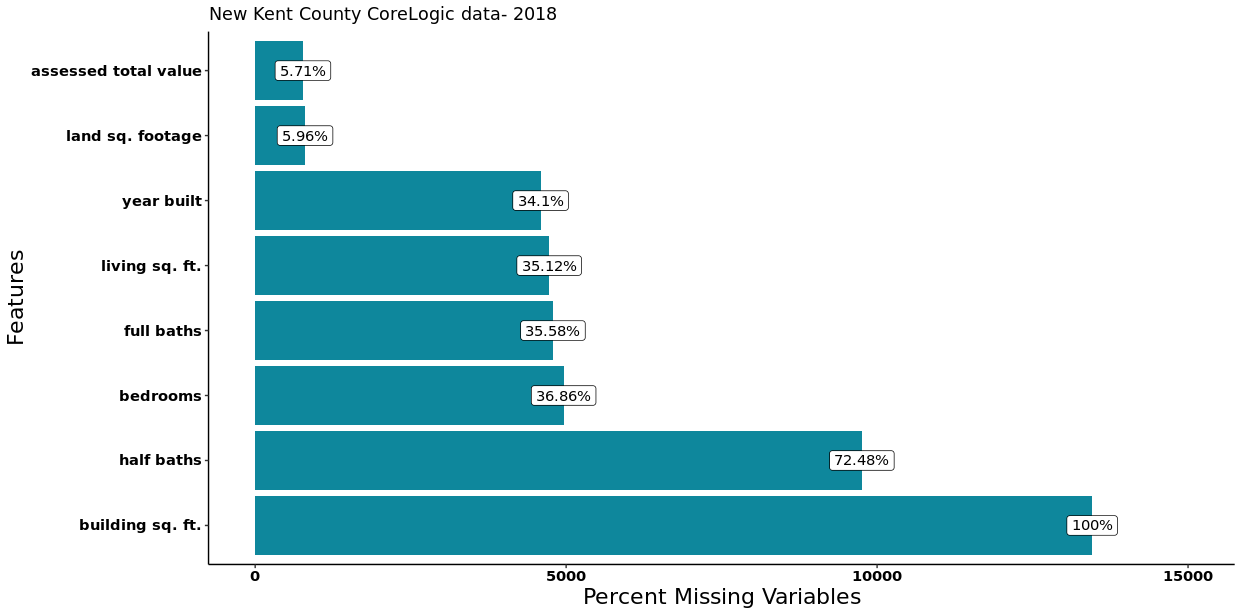 New Kent County CoreLogic data- 2018
Features
assessed total value
5.71%
land sq. footage
5.96%
year built
34.1%
living sq. ft.
35.12%
full baths
35.58%
bedrooms
36.86%
half baths
72.48%
building sq. ft.
100%
0 5000 10000 15000
Percent Missing Variables